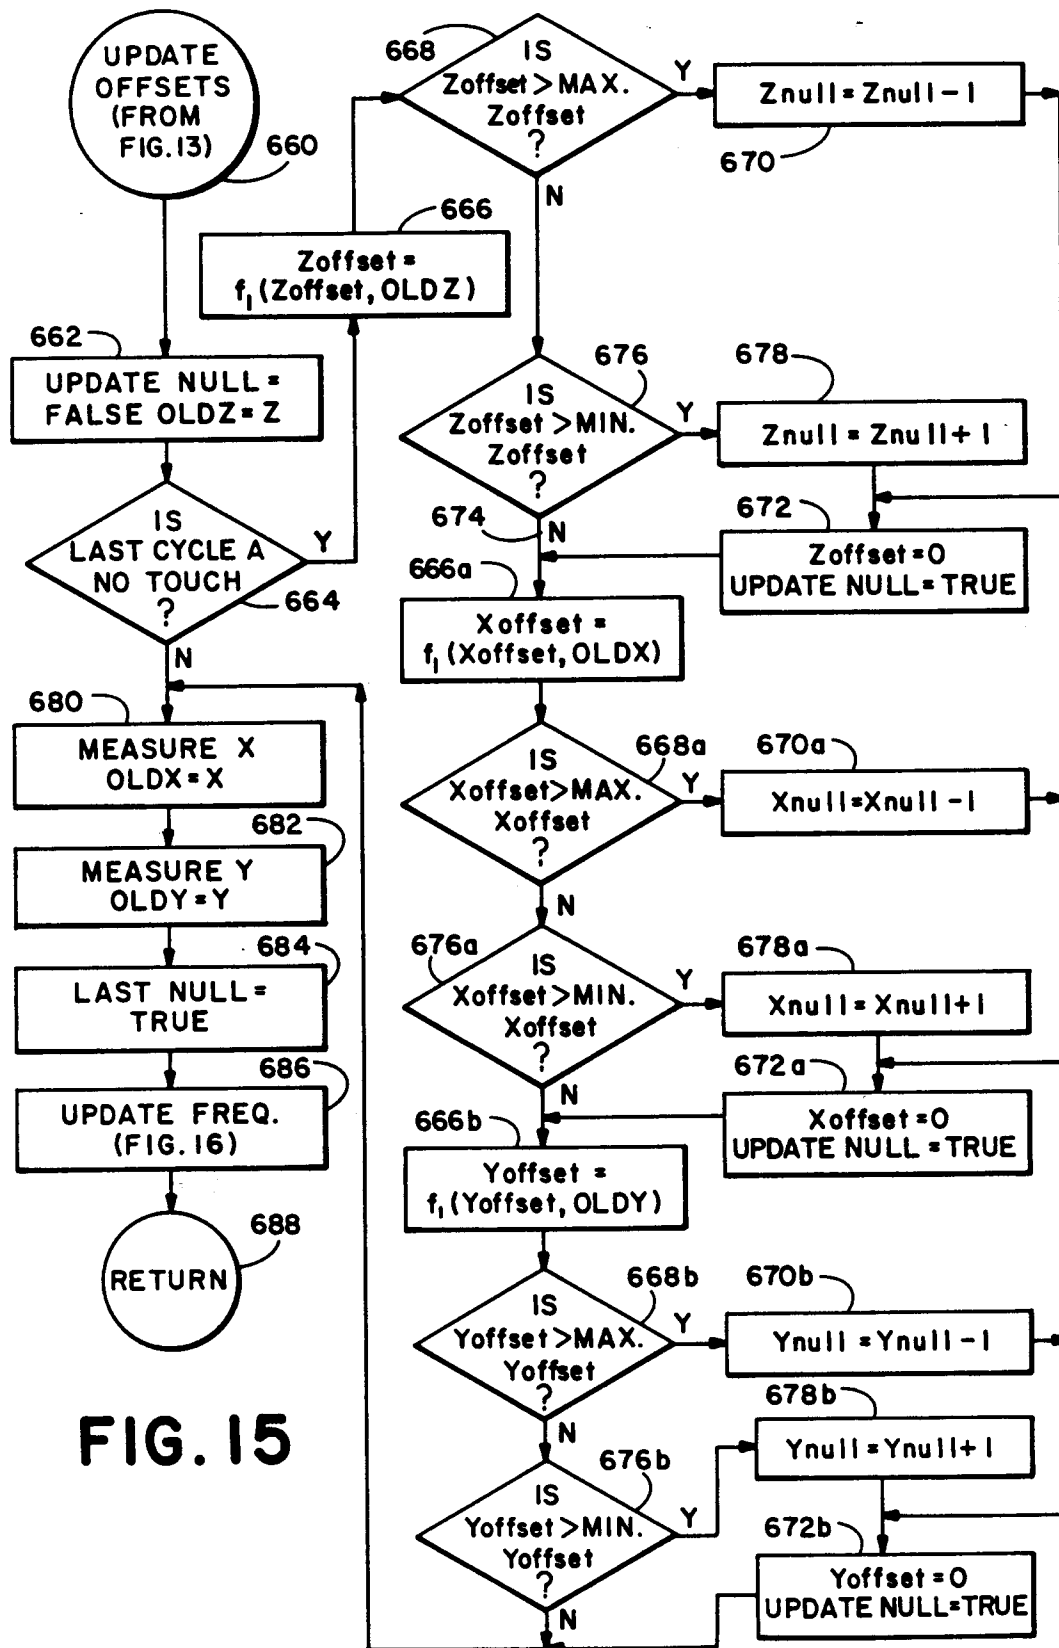 UPDATE
OFFSETS
(FROM
FIG.13)
660
662
UPDATE NULL =
FALSE OLDZ = Z
IS
LAST CYCLE A
NO TOUCH
?
664
Y
N
666
Zoffset =
f₁(Zoffset, OLDZ)
668
IS
Zoffset > MAX.
Zoffset
?
Y
N
Znull = Znull - 1
670
676
IS
Zoffset > MIN.
Zoffset
?
Y
N
674
678
Znull = Znull + 1
672
Zoffset = 0
UPDATE NULL = TRUE
666a
Xoffset =
f₁(Xoffset, OLDX)
668a
IS
Xoffset > MAX.
Xoffset
?
Y
N
670a
Xnull = Xnull - 1
676a
IS
Xoffset > MIN.
Xoffset
?
Y
N
678a
Xnull = Xnull + 1
672a
Xoffset = 0
UPDATE NULL = TRUE
666b
Yoffset =
f₁(Yoffset, OLDY)
668b
IS
Yoffset > MAX.
Yoffset
?
Y
N
670b
Ynull = Ynull - 1
676b
IS
Yoffset > MIN.
Yoffset
?
Y
N
678b
Ynull = Ynull + 1
672b
Yoffset = 0
UPDATE NULL = TRUE
680
MEASURE X
OLDX = X
682
MEASURE Y
OLDY = Y
684
LAST NULL =
TRUE
686
UPDATE FREQ.
(FIG.16)
688
RETURN
FIG. 15